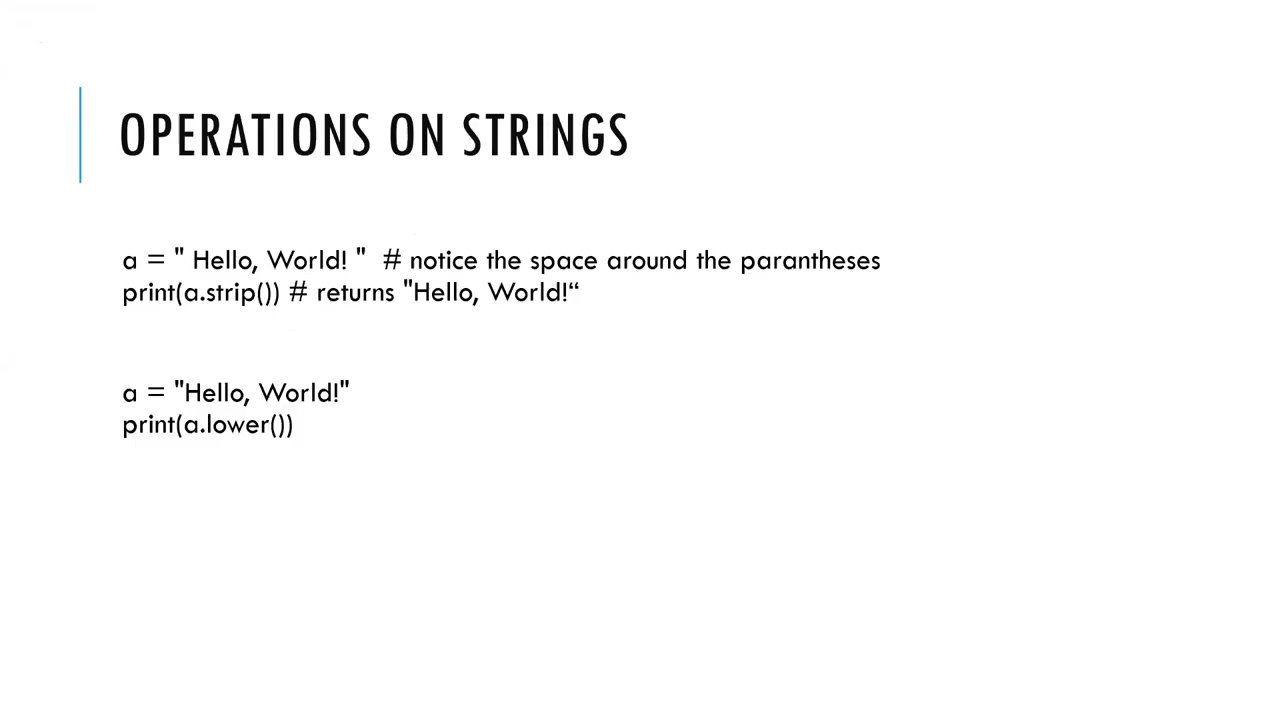 OPERATIONS ON STRINGS
a = " Hello, World! "  # notice the space around the parantheses
print(a.strip()) # returns "Hello, World!“
a = "Hello, World!"
print(a.lower())